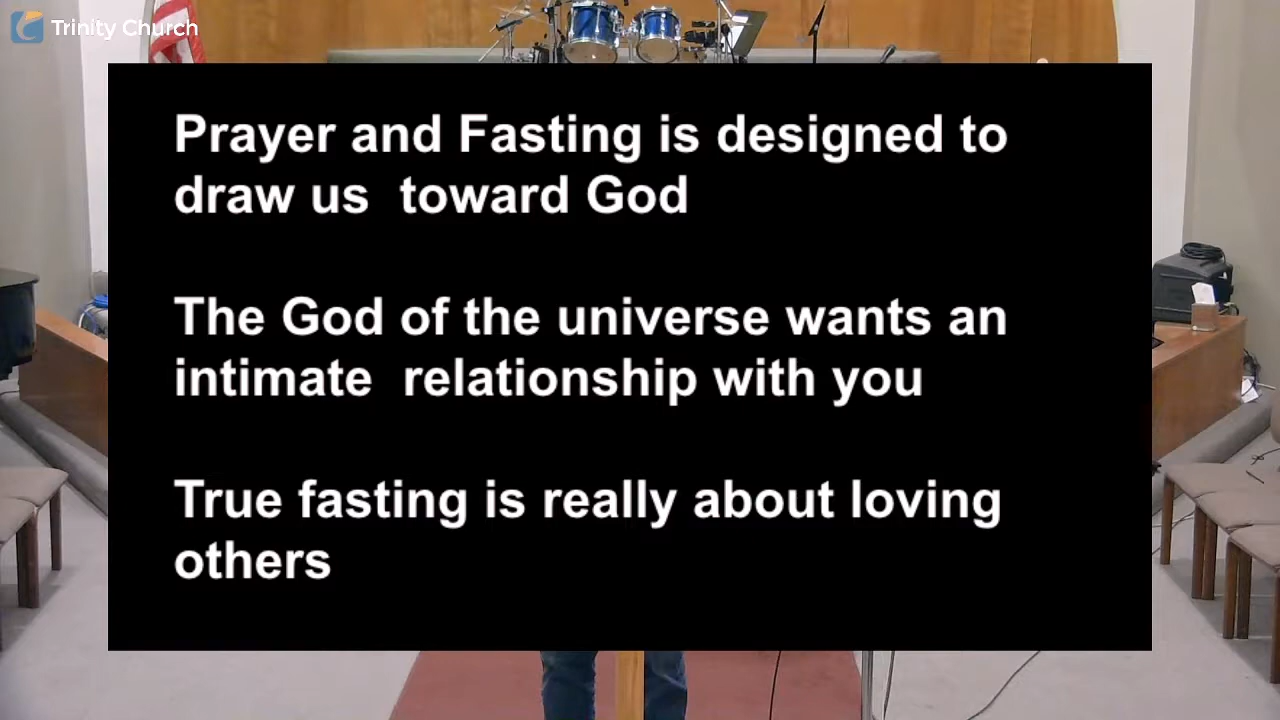 Trinity Church
Prayer and Fasting is designed to
draw us  toward God
The God of the universe wants an
intimate  relationship with you
True fasting is really about loving
others